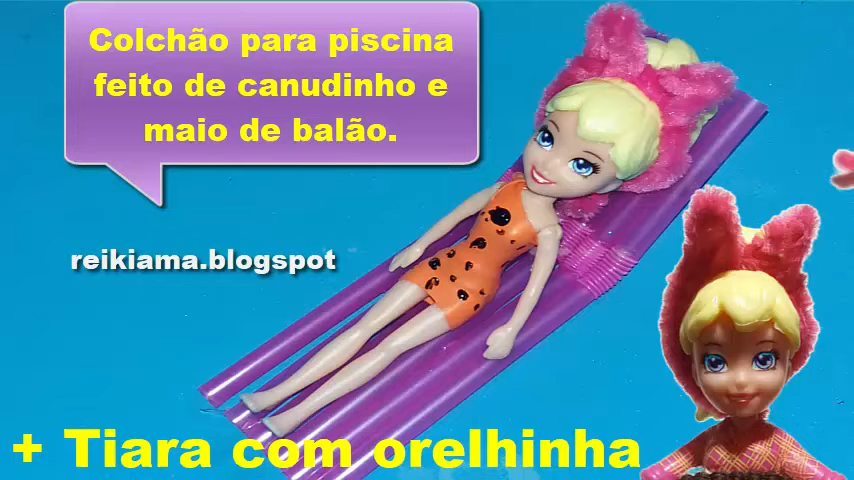 Colchão para piscina
feito de canudinho e
maio de balão.
reikiama.blogspot
+ Tiara com orelhinha